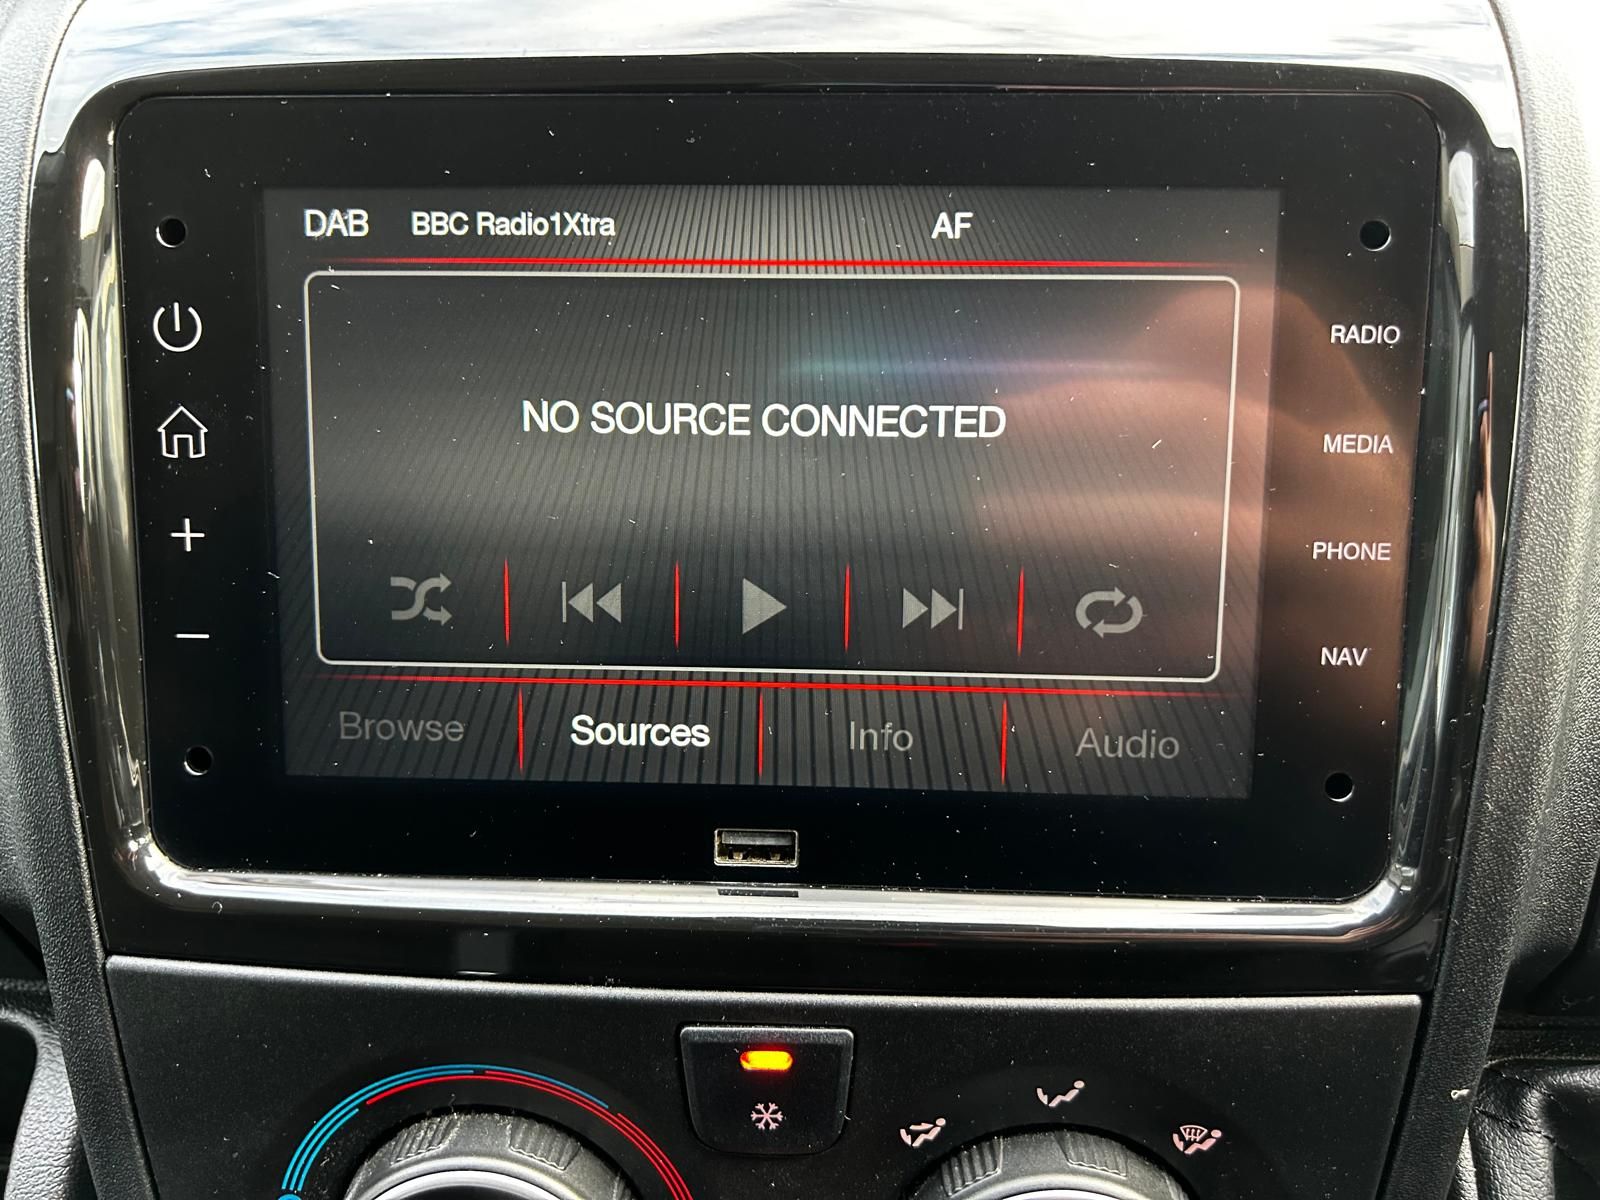 DAB BBC Radio1Xtra AF
RADIO
NO SOURCE CONNECTED
MEDIA
PHONE
NAV
Browse Sources Info Audio